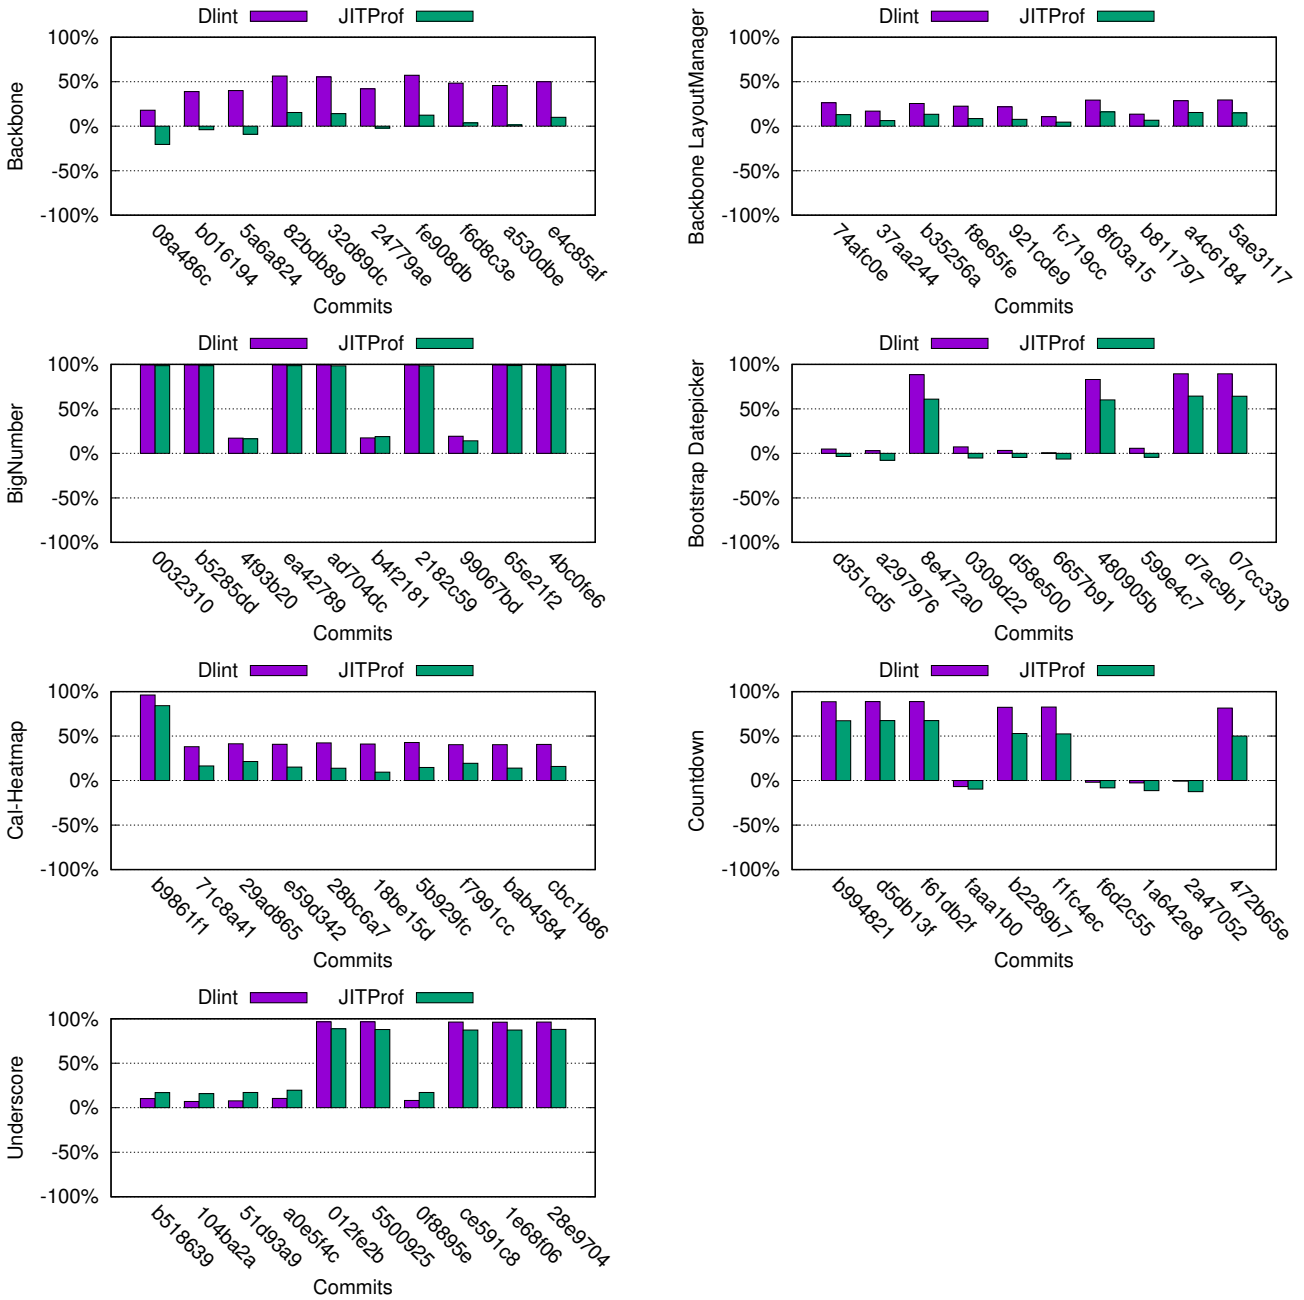 Dlint JITProf
100%
50%
0%
-50%
-100%
Backbone
08a486c
b016194
5a6a824
82bdb89
32d89dc
24779ae
fe908db
f6d8c3e
a530dbe
e4c85af
Commits
Dlint JITProf
100%
50%
0%
-50%
-100%
Backbone LayoutManager
74afc0e
37aa244
b35256a
f8e65fe
921cde9
fc719cc
8f03a15
b811797
a4c6184
5ae3117
Commits
Dlint JITProf
100%
50%
0%
-50%
-100%
BigNumber
0032310
b5285dd
4f93b20
ea42789
ad704dc
b4f2181
2182c59
99067bd
65e21f2
4bc0fe6
Commits
Dlint JITProf
100%
50%
0%
-50%
-100%
Bootstrap Datepicker
d351cd5
a297976
8e472a0
0309d22
d58e500
6657b91
480905b
599e4c7
d7ac9b1
07cc339
Commits
Dlint JITProf
100%
50%
0%
-50%
-100%
Cal-Heatmap
b9861f1
71c8a41
29ad865
e59d342
28bc6a7
18be15d
5b929fc
f7991cc
bab4584
cbc1b86
Commits
Dlint JITProf
100%
50%
0%
-50%
-100%
Countdown
b994821
d5db13f
f61db2f
faaa1b0
b2289b7
f1fc4ec
f6d2c55
1a642e8
2a47052
472b65e
Commits
Dlint JITProf
100%
50%
0%
-50%
-100%
Underscore
b518639
104ba2a
51d93a9
a0e5f4c
012fe2b
5500925
0f8895e
ce591c8
1e68f06
28e9704
Commits